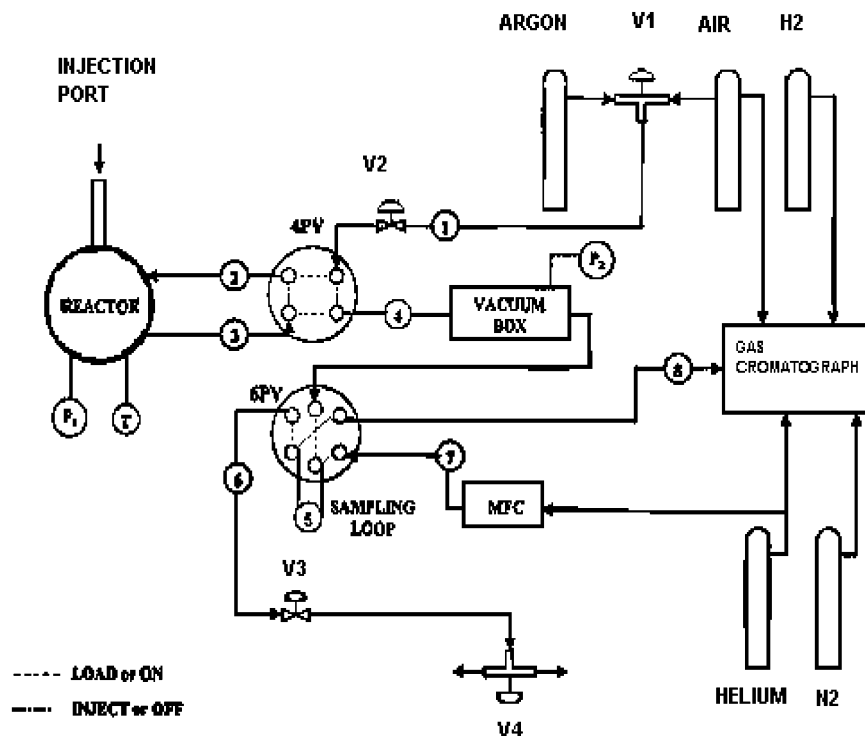 ARGON
V1
AIR
H2
INJECTION
PORT
V2
4PV
1
2
REACTOR
3
4
VACUUM
BOX
P2
GAS
CROMATOGRAPH
P1
T
6PV
8
7
6
5
SAMPLING
LOOP
MFC
V3
LOAD or ON
INJECT or OFF
V4
HELIUM
N2